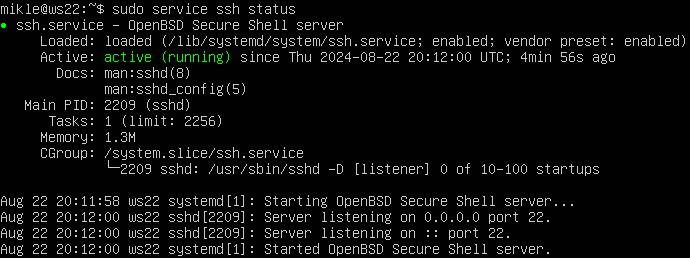 mikle@ws22:~$ sudo service ssh status
● ssh.service - OpenBSD Secure Shell server
Loaded: loaded (/lib/systemd/system/ssh.service; enabled; vendor preset: enabled)
Active: active (running) since Thu 2024-08-22 20:12:00 UTC; 4min 56s ago
Docs: man:sshd(8)
man:sshd_config(5)
Main PID: 2209 (sshd)
Tasks: 1 (limit: 2256)
Memory: 1.3M
CGroup: /system.slice/ssh.service
└─2209 sshd: /usr/sbin/sshd -D [listener] 0 of 10-100 startups

Aug 22 20:11:58 ws22 systemd[1]: Starting OpenBSD Secure Shell server...
Aug 22 20:12:00 ws22 sshd[2209]: Server listening on 0.0.0.0 port 22.
Aug 22 20:12:00 ws22 sshd[2209]: Server listening on :: port 22.
Aug 22 20:12:00 ws22 systemd[1]: Started OpenBSD Secure Shell server.